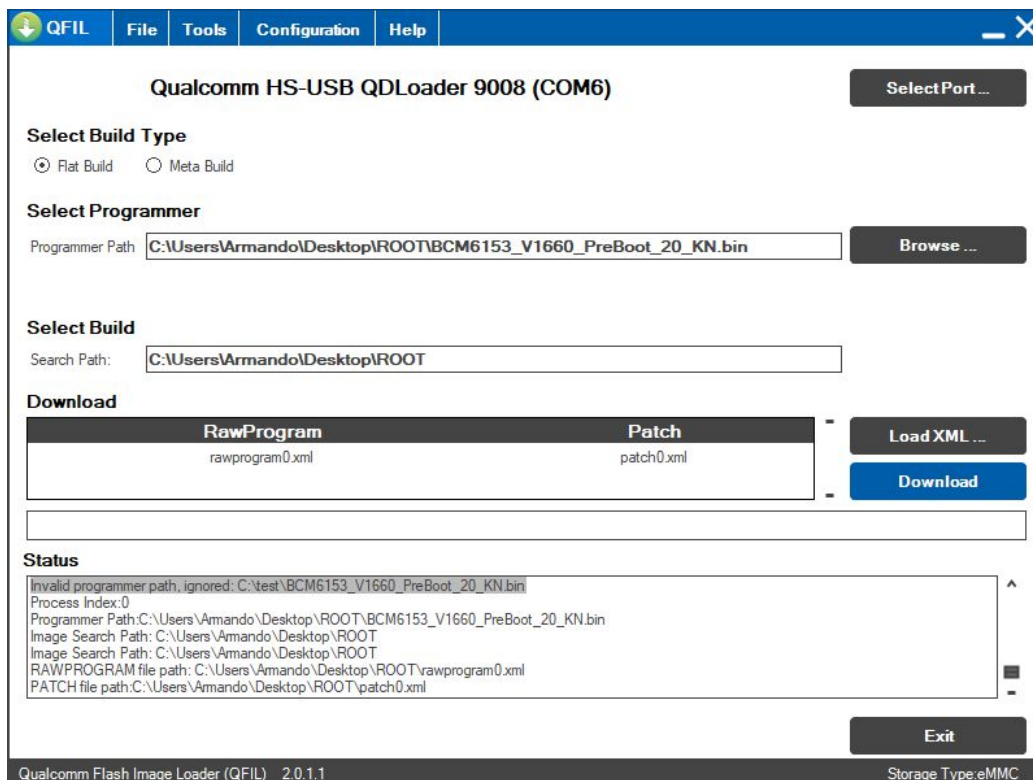 QFIL File Tools Configuration Help
Qualcomm HS-USB QDLoader 9008 (COM6)
Select Port ...
Select Build Type
Flat Build Meta Build
Select Programmer
Programmer Path C:\Users\Armando\Desktop\ROOT\BCM6153_V1660_PreBoot_20_KN.bin Browse ...
Select Build
Search Path: C:\Users\Armando\Desktop\ROOT
Download
RawProgram Patch
rawprogram0.xml patch0.xml
Load XML ...
Download
Status
Invalid programmer path, ignored: C:\test\BCM6153_V1660_PreBoot_20_KN.bin
Process Index:0
Programmer Path:C:\Users\Armando\Desktop\ROOT\BCM6153_V1660_PreBoot_20_KN.bin
Image Search Path: C:\Users\Armando\Desktop\ROOT
Image Search Path: C:\Users\Armando\Desktop\ROOT
RAWPROGRAM file path: C:\Users\Armando\Desktop\ROOT\rawprogram0.xml
PATCH file path:C:\Users\Armando\Desktop\ROOT\patch0.xml
Exit
Qualcomm Flash Image Loader (QFIL) 2.0.1.1 Storage Type:eMMC